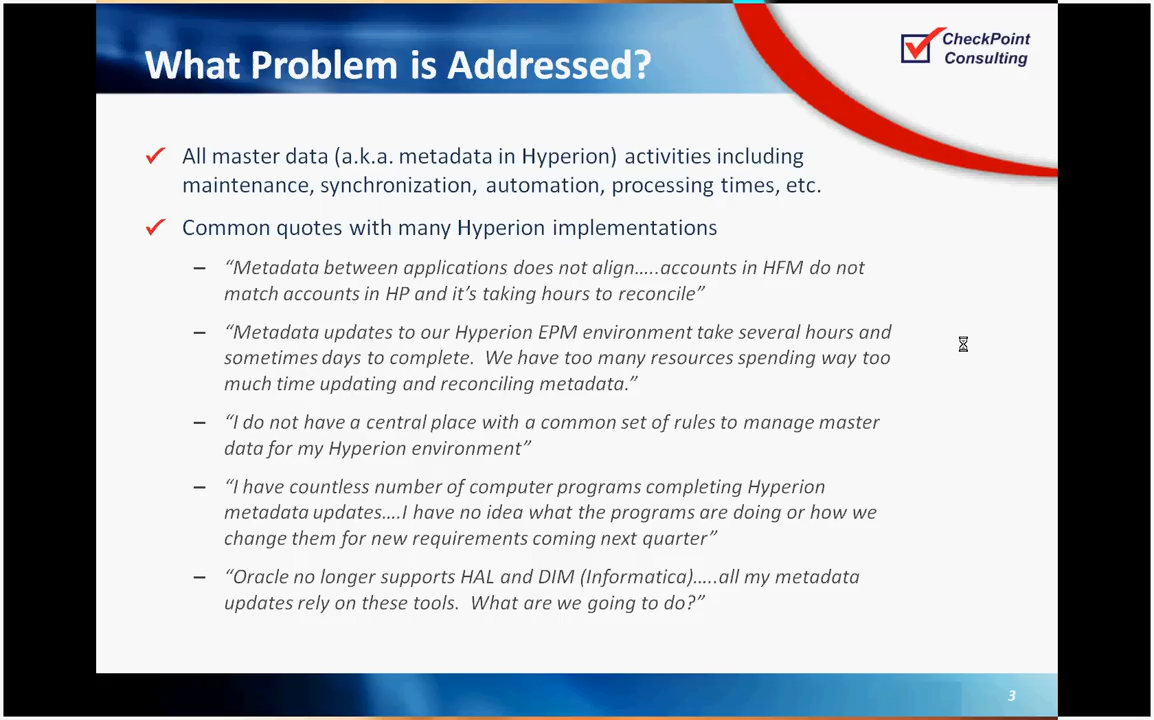 What Problem is Addressed?
CheckPoint
Consulting
All master data (a.k.a. metadata in Hyperion) activities including
maintenance, synchronization, automation, processing times, etc.
Common quotes with many Hyperion implementations
– “Metadata between applications does not align…..accounts in HFM do not
match accounts in HP and it’s taking hours to reconcile”
– “Metadata updates to our Hyperion EPM environment take several hours and
sometimes days to complete.  We have too many resources spending way too
much time updating and reconciling metadata.”
– “I do not have a central place with a common set of rules to manage master
data for my Hyperion environment”
– “I have countless number of computer programs completing Hyperion
metadata updates….I have no idea what the programs are doing or how we
change them for new requirements coming next quarter”
– “Oracle no longer supports HAL and DIM (Informatica)…..all my metadata
updates rely on these tools.  What are we going to do?”
3